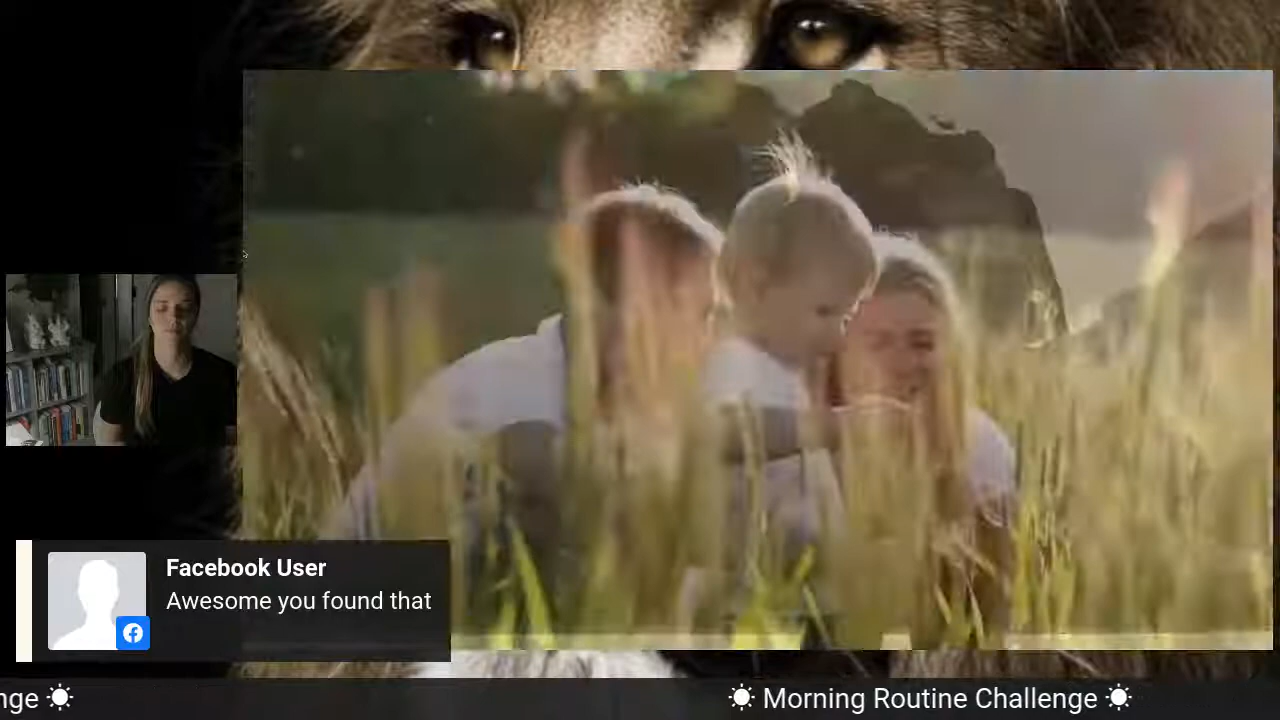 Facebook User
Awesome you found that
nge ☀ ☀ Morning Routine Challenge ☀